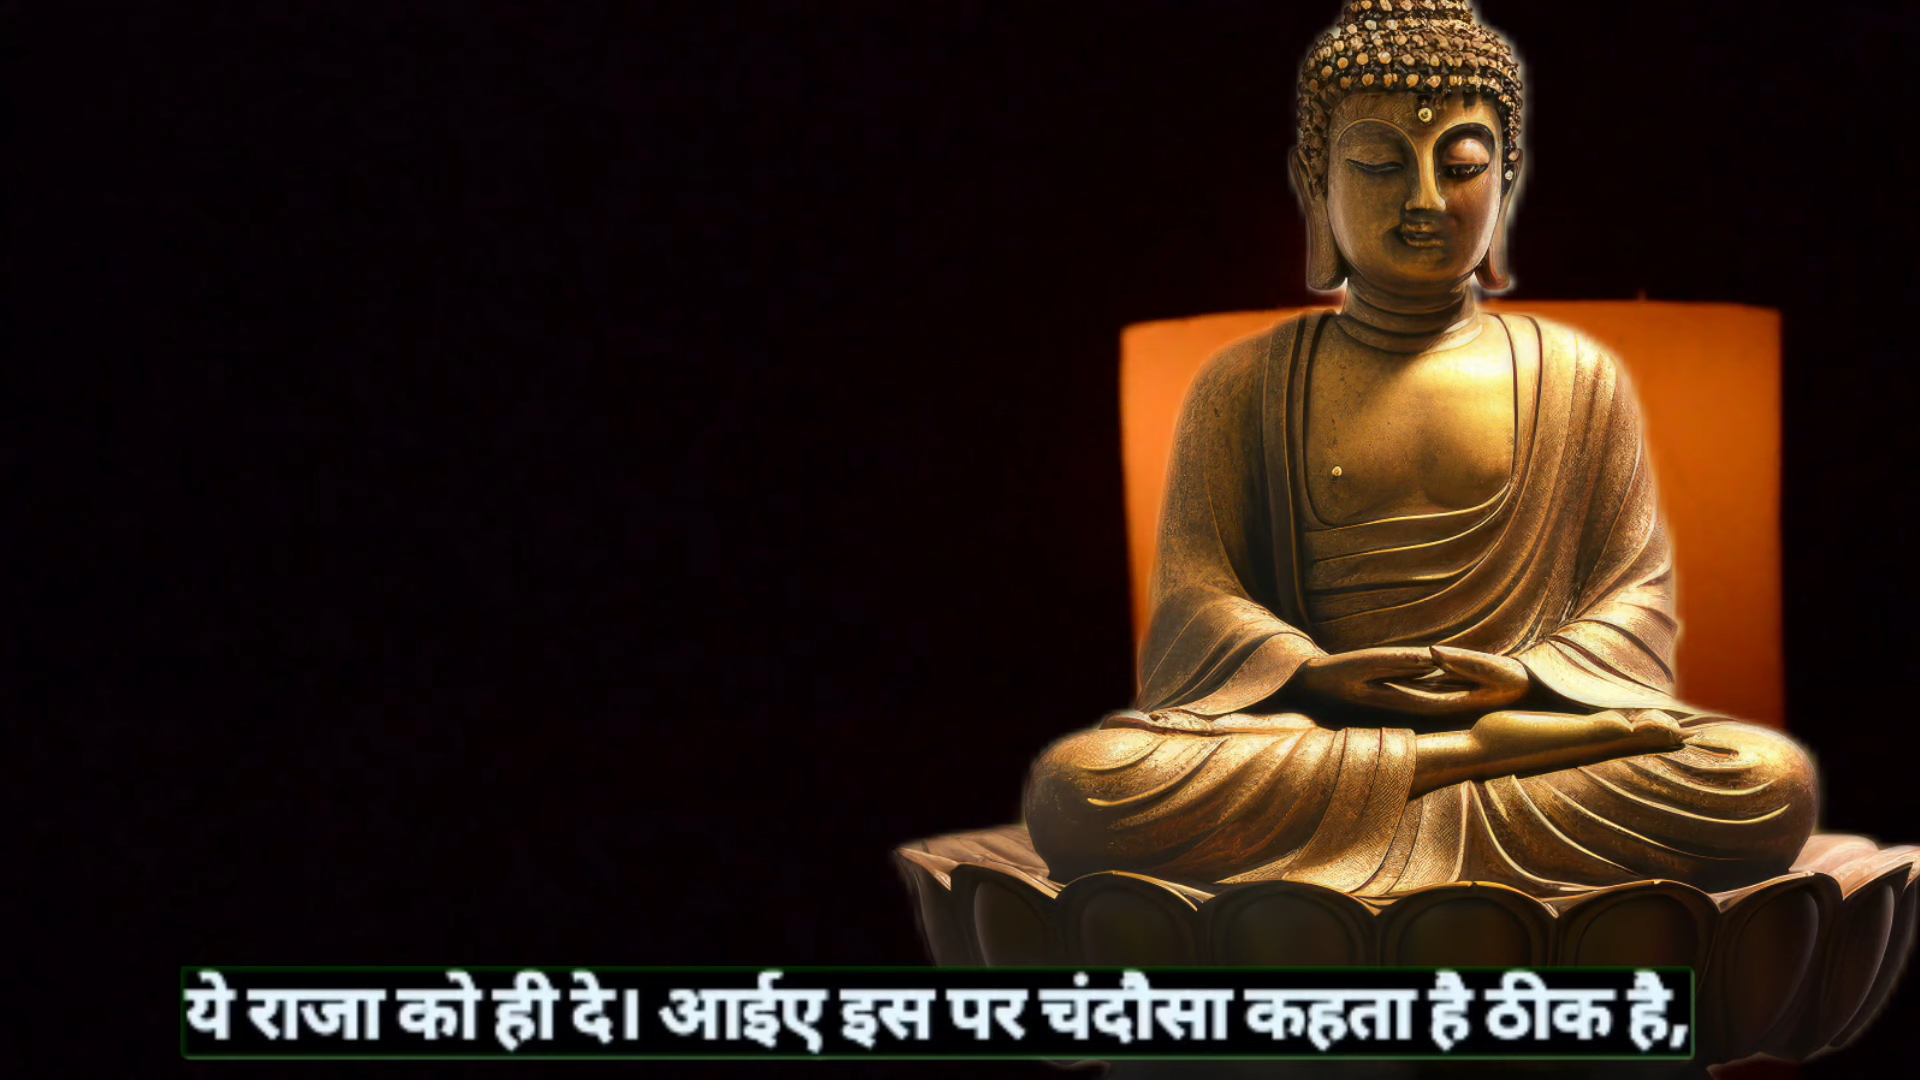 ये राजा को ही दे। आईए इस पर चंदौसा कहता है ठीक है,